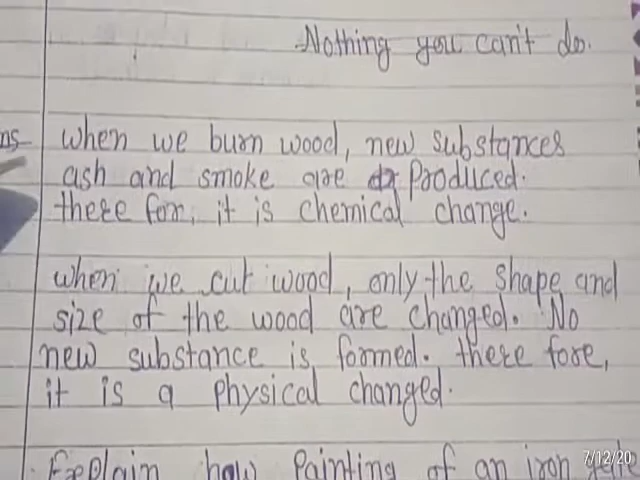 Nothing you can't do.
ns
when we burn wood, new substances
ash and smoke are Produced.
there for, it is chemical change.
when we cut wood, only the shape and
size of the wood are changed. No
new substance is formed. there fore,
it is a physical changed.
Explain how Painting of an iron gate
7/12/20